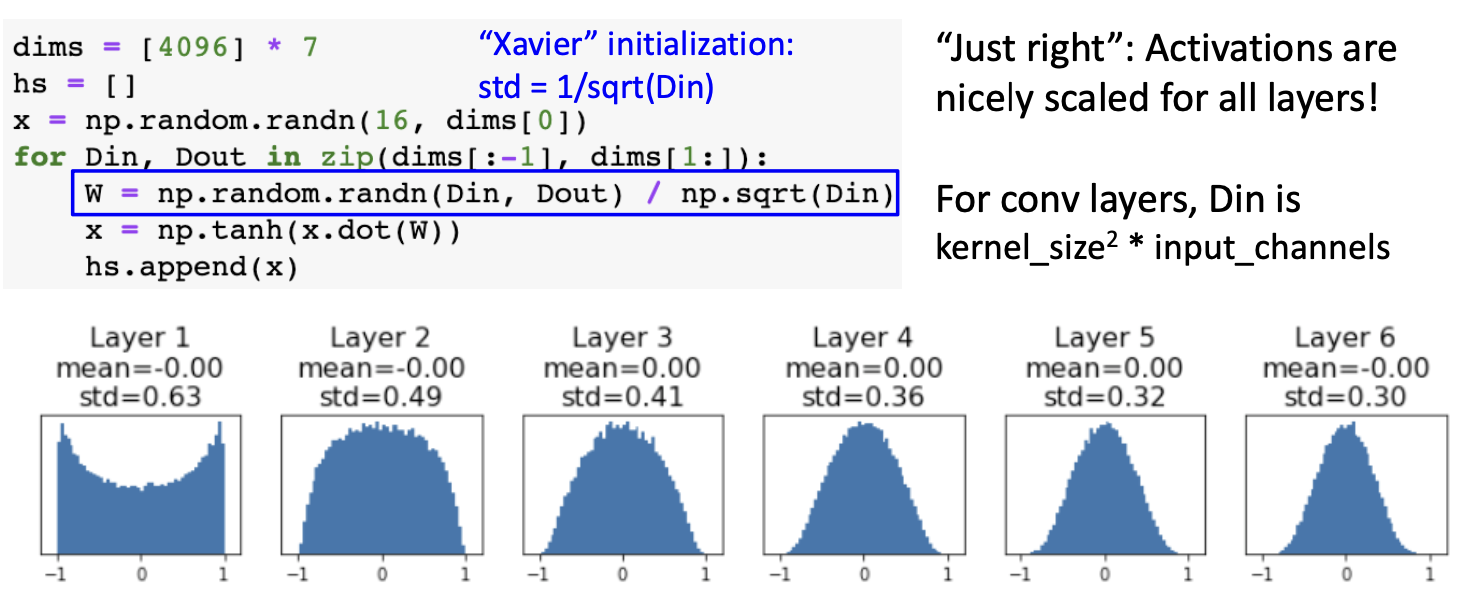 dims = [4096] * 7
hs = []
x = np.random.randn(16, dims[0])
for Din, Dout in zip(dims[:-1], dims[1:]):
    W = np.random.randn(Din, Dout) / np.sqrt(Din)
    x = np.tanh(x.dot(W))
    hs.append(x)
“Xavier” initialization:
std = 1/sqrt(Din)
“Just right”: Activations are
nicely scaled for all layers!
For conv layers, Din is
kernel_size² * input_channels
Layer 1
mean=-0.00
std=0.63
-1 0 1
Layer 2
mean=-0.00
std=0.49
-1 0 1
Layer 3
mean=0.00
std=0.41
-1 0 1
Layer 4
mean=0.00
std=0.36
-1 0 1
Layer 5
mean=0.00
std=0.32
-1 0 1
Layer 6
mean=-0.00
std=0.30
-1 0 1